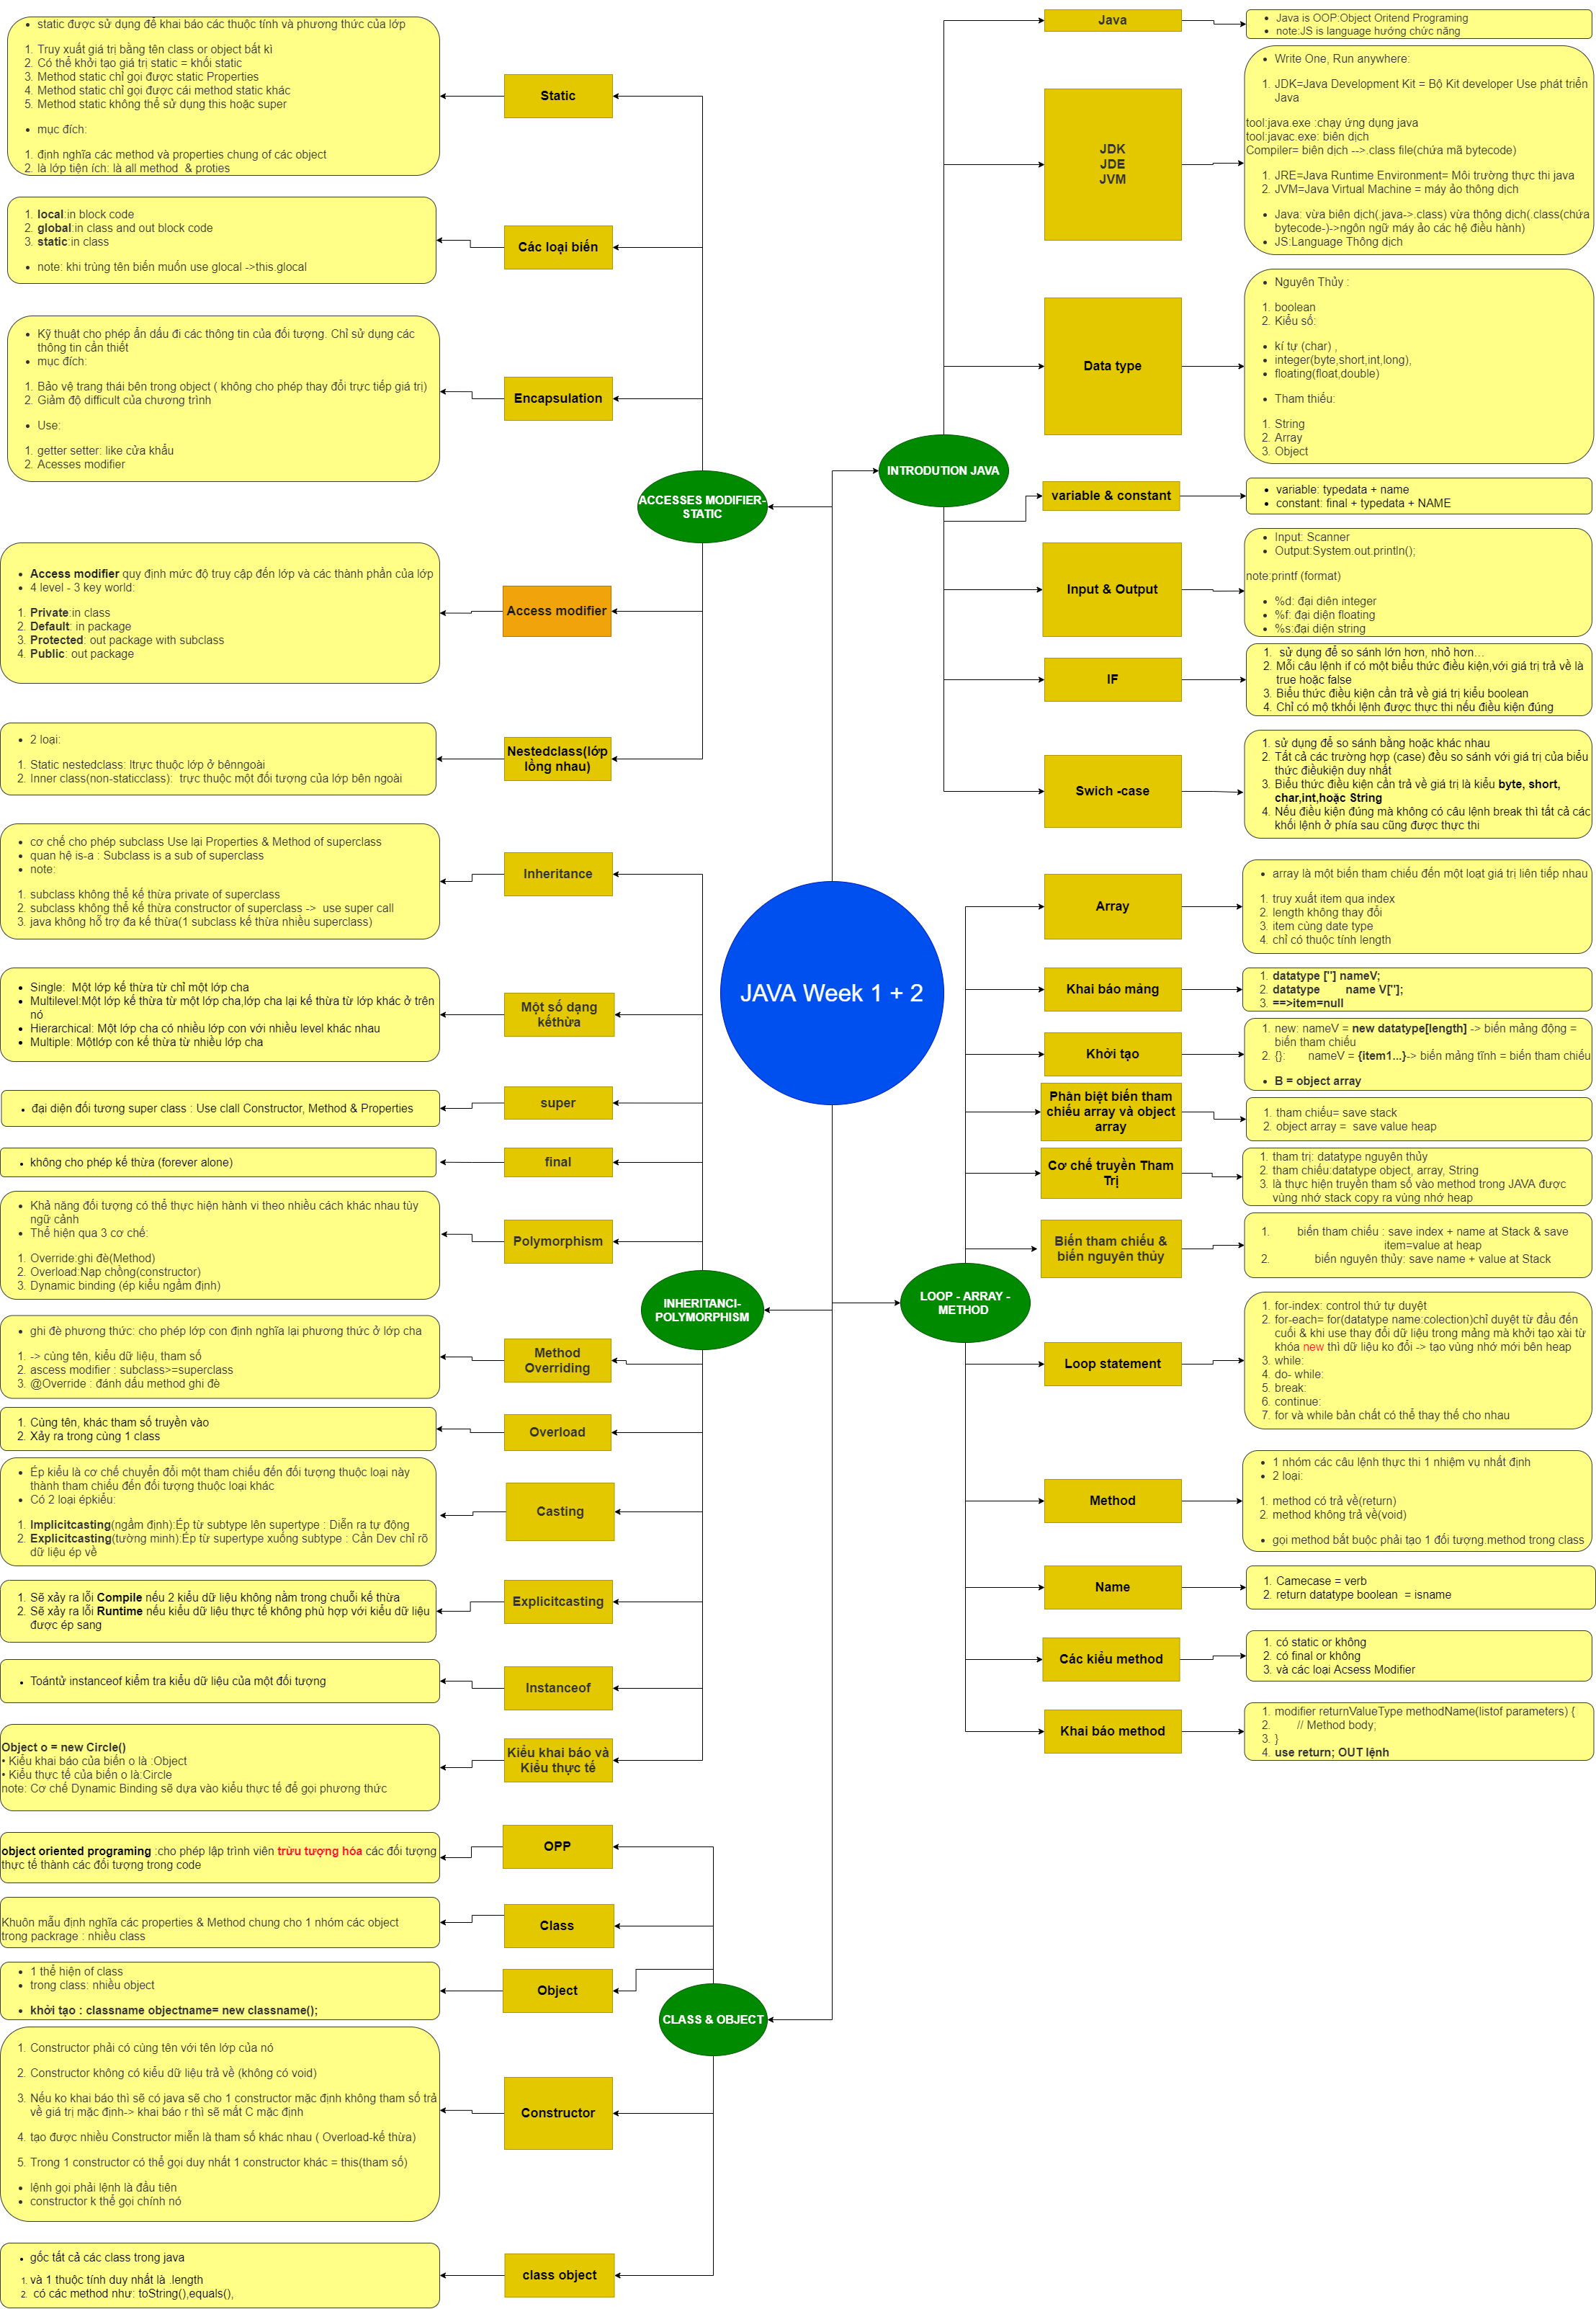 JAVA Week 1 + 2
INTRODUTION JAVA
Java
• Java is OOP:Object Oritend Programing
• note:JS is language hướng chức năng
JDK
JDE
JVM
• Write One, Run anywhere:
1. JDK=Java Development Kit = Bộ Kit developer Use phát triển
Java
tool:java.exe :chạy ứng dụng java
tool:javac.exe: biên dịch
Compiler= biên dịch -->.class file(chứa mã bytecode)
1. JRE=Java Runtime Environment= Môi trường thực thi java
2. JVM=Java Virtual Machine = máy ảo thông dịch
• Java: vừa biên dịch(.java->.class) vừa thông dịch(.class(chứa
bytecode-)->ngôn ngữ máy ảo các hệ điều hành)
• JS:Language Thông dịch
Data type
• Nguyên Thủy :
1. boolean
2. Kiểu số:
• kí tự (char) ,
• integer(byte,short,int,long),
• floating(float,double)
• Tham thiếu:
1. String
2. Array
3. Object
variable & constant
• variable: typedata + name
• constant: final + typedata + NAME
Input & Output
• Input: Scanner
• Output:System.out.println();
note:printf (format)
• %d: đại diên integer
• %f: đại diện floating
• %s:đại diện string
IF
1. sử dụng để so sánh lớn hơn, nhỏ hơn…
2. Mỗi câu lệnh if có một biểu thức điều kiện,với giá trị trả về là
true hoặc false
3. Biểu thức điều kiện cần trả về giá trị kiểu boolean
4. Chỉ có mộ tkhối lệnh được thực thi nếu điều kiện đúng
Swich -case
1. sử dụng để so sánh bằng hoặc khác nhau
2. Tất cả các trường hợp (case) đều so sánh với giá trị của biểu
thức điềukiện duy nhất
3. Biểu thức điều kiện cần trả về giá trị là kiểu byte, short,
char,int,hoặc String
4. Nếu điều kiện đúng mà không có câu lệnh break thì tất cả các
khối lệnh ở phía sau cũng được thực thi
LOOP - ARRAY -
METHOD
Array
• array là một biến tham chiếu đến một loạt giá trị liên tiếp nhau
1. truy xuất item qua index
2. length không thay đổi
3. item cùng date type
4. chỉ có thuộc tính length
Khai báo mảng
1. datatype [''] nameV;
2. datatype name V[''];
3. ==>item=null
Khởi tạo
1. new: nameV = new datatype[length] -> biến mảng động =
biến tham chiếu
2. {}: nameV = {item1...}-> biến mảng tĩnh = biến tham chiếu
• B = object array
Phân biệt biến tham
chiếu array và object
array
1. tham chiếu= save stack
2. object array = save value heap
Cơ chế truyền Tham
Trị
1. tham trị: datatype nguyên thủy
2. tham chiếu:datatype object, array, String
3. là thực hiện truyền tham số vào method trong JAVA được
vùng nhớ stack copy ra vùng nhớ heap
Biến tham chiếu &
biến nguyên thủy
1. biến tham chiếu : save index + name at Stack & save
item=value at heap
2. biến nguyên thủy: save name + value at Stack
Loop statement
1. for-index: control thứ tự duyệt
2. for-each= for(datatype name:colection)chỉ duyệt từ đầu đến
cuối & khi use thay đổi dữ liệu trong mảng mà khởi tạo xài từ
khóa new thì dữ liệu ko đổi -> tạo vùng nhớ mới bên heap
3. while:
4. do- while:
5. break:
6. continue:
7. for và while bản chất có thể thay thế cho nhau
Method
• 1 nhóm các câu lệnh thực thi 1 nhiệm vụ nhất định
• 2 loại:
1. method có trả về(return)
2. method không trả về(void)
• gọi method bắt buộc phải tạo 1 đối tượng.method trong class
Name
1. Camecase = verb
2. return datatype boolean = isname
Các kiểu method
1. có static or không
2. có final or không
3. và các loại Acsess Modifier
Khai báo method
1. modifier returnValueType methodName(listof parameters) {
2. // Method body;
3. }
4. use return; OUT lệnh
ACCESSES MODIFIER-
STATIC
Static
• static được sử dụng để khai báo các thuộc tính và phương thức của lớp
1. Truy xuất giá trị bằng tên class or object bất kì
2. Có thể khởi tạo giá trị static = khối static
3. Method static chỉ gọi được static Properties
4. Method static chỉ gọi được cái method static khác
5. Method static không thể sử dụng this hoặc super
• mục đích:
1. định nghĩa các method và properties chung of các object
2. là lớp tiện ích: là all method & proties
Các loại biến
1. local:in block code
2. global:in class and out block code
3. static:in class
• note: khi trùng tên biến muốn use glocal ->this.glocal
Encapsulation
• Kỹ thuật cho phép ẩn dấu đi các thông tin của đối tượng. Chỉ sử dụng các
thông tin cần thiết
• mục đích:
1. Bảo vệ trang thái bên trong object ( không cho phép thay đổi trực tiếp giá trị)
2. Giảm độ difficult của chương trình
• Use:
1. getter setter: like cửa khẩu
2. Acesses modifier
Access modifier
• Access modifier quy định mức độ truy cập đến lớp và các thành phần của lớp
• 4 level - 3 key world:
1. Private:in class
2. Default: in package
3. Protected: out package with subclass
4. Public: out package
Nestedclass(lớp
lồng nhau)
• 2 loại:
1. Static nestedclass: ltrực thuộc lớp ở bênngoài
2. Inner class(non-staticclass): trực thuộc một đối tượng của lớp bên ngoài
INHERITANCI-
POLYMORPHISM
Inheritance
• cơ chế cho phép subclass Use lại Properties & Method of superclass
• quan hệ is-a : Subclass is a sub of superclass
• note:
1. subclass không thể kế thừa private of superclass
2. subclass không thể kế thừa constructor of superclass -> use super call
3. java không hỗ trợ đa kế thừa(1 subclass kế thừa nhiều superclass)
Một số dạng
kếthừa
• Single: Một lớp kế thừa từ chỉ một lớp cha
• Multilevel:Một lớp kế thừa từ một lớp cha,lớp cha lại kế thừa từ lớp khác ở trên
nó
• Hierarchical: Một lớp cha có nhiều lớp con với nhiều level khác nhau
• Multiple: Mộtlớp con kế thừa từ nhiều lớp cha
super
• đại diện đối tượng super class : Use clall Constructor, Method & Properties
final
• không cho phép kế thừa (forever alone)
Polymorphism
• Khả năng đối tượng có thể thực hiện hành vi theo nhiều cách khác nhau tùy
ngữ cảnh
• Thể hiện qua 3 cơ chế:
1. Override:ghi đè(Method)
2. Overload:Nạp chồng(constructor)
3. Dynamic binding (ép kiểu ngầm định)
Method
Overriding
• ghi đè phương thức: cho phép lớp con định nghĩa lại phương thức ở lớp cha
1. -> cùng tên, kiểu dữ liệu, tham số
2. ascess modifier : subclass>=superclass
3. @Override : đánh dấu method ghi đè
Overload
1. Cùng tên, khác tham số truyền vào
2. Xảy ra trong cùng 1 class
Casting
• Ép kiểu là cơ chế chuyển đổi một tham chiếu đến đối tượng thuộc loại này
thành tham chiếu đến đối tượng thuộc loại khác
• Có 2 loại épkiểu:
1. Implicitcasting(ngầm định):Ép từ subtype lên supertype : Diễn ra tự động
2. Explicitcasting(tường minh):Ép từ supertype xuống subtype : Cần Dev chỉ rõ
dữ liệu ép về
Explicitcasting
1. Sẽ xảy ra lỗi Compile nếu 2 kiểu dữ liệu không nằm trong chuỗi kế thừa
2. Sẽ xảy ra lỗi Runtime nếu kiểu dữ liệu thực tế không phù hợp với kiểu dữ liệu
được ép sang
Instanceof
• Toántử instanceof kiểm tra kiểu dữ liệu của một đối tượng
Kiểu khai báo và
Kiểu thực tế
Object o = new Circle()
• Kiểu khai báo của biến o là :Object
• Kiểu thực tế của biến o là:Circle
note: Cơ chế Dynamic Binding sẽ dựa vào kiểu thực tế để gọi phương thức
CLASS & OBJECT
OPP
object oriented programing :cho phép lập trình viên trừu tượng hóa các đối tượng
thực tế thành các đối tượng trong code
Class
Khuôn mẫu định nghĩa các properties & Method chung cho 1 nhóm các object
trong packrage : nhiều class
Object
• 1 thể hiện of class
• trong class: nhiều object
• khởi tạo : classname objectname= new classname();
Constructor
1. Constructor phải có cùng tên với tên lớp của nó
2. Constructor không có kiểu dữ liệu trả về (không có void)
3. Nếu ko khai báo thì sẽ có java sẽ cho 1 constructor mặc định không tham số trả
về giá trị mặc định-> khai báo r thì sẽ mất C mặc định
4. tạo được nhiều Constructor miễn là tham số khác nhau ( Overload-kế thừa)
5. Trong 1 constructor có thể gọi duy nhất 1 constructor khác = this(tham số)
• lệnh gọi phải lệnh là đầu tiên
• constructor k thể gọi chính nó
class object
• gốc tất cả các class trong java
1. và 1 thuộc tính duy nhất là .length
2. có các method như: toString(),equals(),